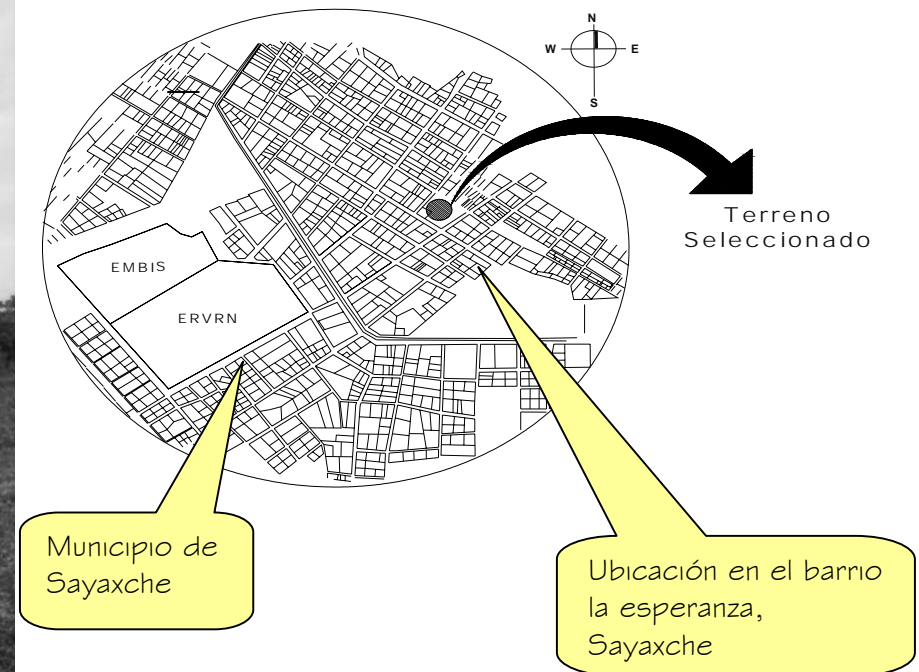 N
W E
S
Terreno
Seleccionado
EMBIS
ERVRN
Municipio de
Sayaxche
Ubicación en el barrio
la esperanza,
Sayaxche